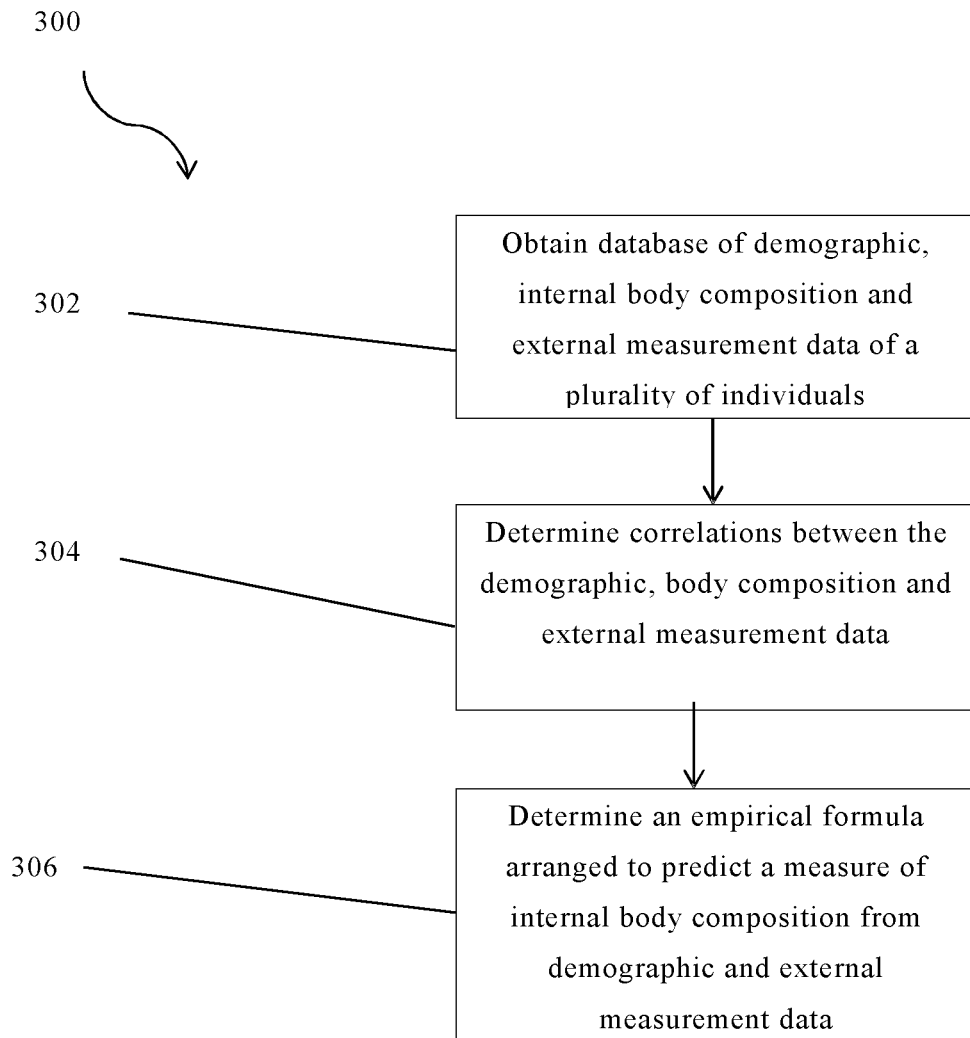 300
Obtain database of demographic,
internal body composition and
external measurement data of a
plurality of individuals
302
Determine correlations between the
demographic, body composition and
external measurement data
304
Determine an empirical formula
arranged to predict a measure of
internal body composition from
demographic and external
measurement data
306